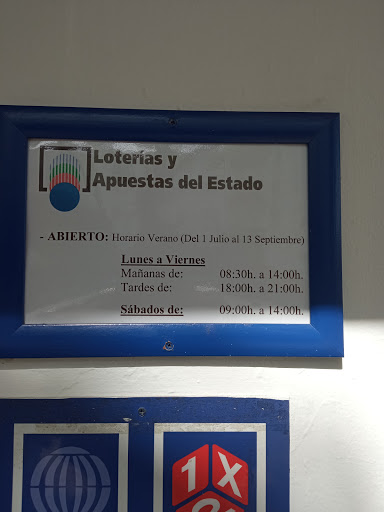 Loterías y
Apuestas del Estado
- ABIERTO: Horario Verano (Del 1 Julio al 13 Septiembre)
Lunes a Viernes
Mañanas de: 08:30h. a 14:00h.
Tardes de: 18:00h. a 21:00h.
Sábados de: 09:00h. a 14:00h.
1X